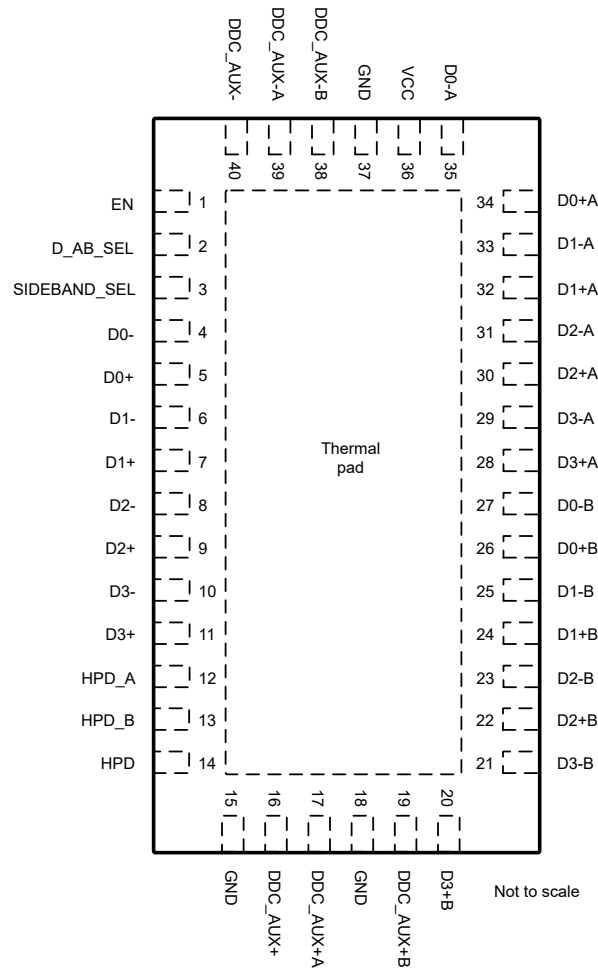 DDC_AUX-
DDC_AUX-A
DDC_AUX-B
GND
VCC
D0-A
40
39
38
37
36
35
EN 1
D_AB_SEL 2
SIDEBAND_SEL 3
D0- 4
D0+ 5
D1- 6
D1+ 7
D2- 8
D2+ 9
D3- 10
D3+ 11
HPD_A 12
HPD_B 13
HPD 14
Thermal
pad
34 D0+A
33 D1-A
32 D1+A
31 D2-A
30 D2+A
29 D3-A
28 D3+A
27 D0-B
26 D0+B
25 D1-B
24 D1+B
23 D2-B
22 D2+B
21 D3-B
15
16
17
18
19
20
GND
DDC_AUX+
DDC_AUX+A
GND
DDC_AUX+B
D3+B
Not to scale